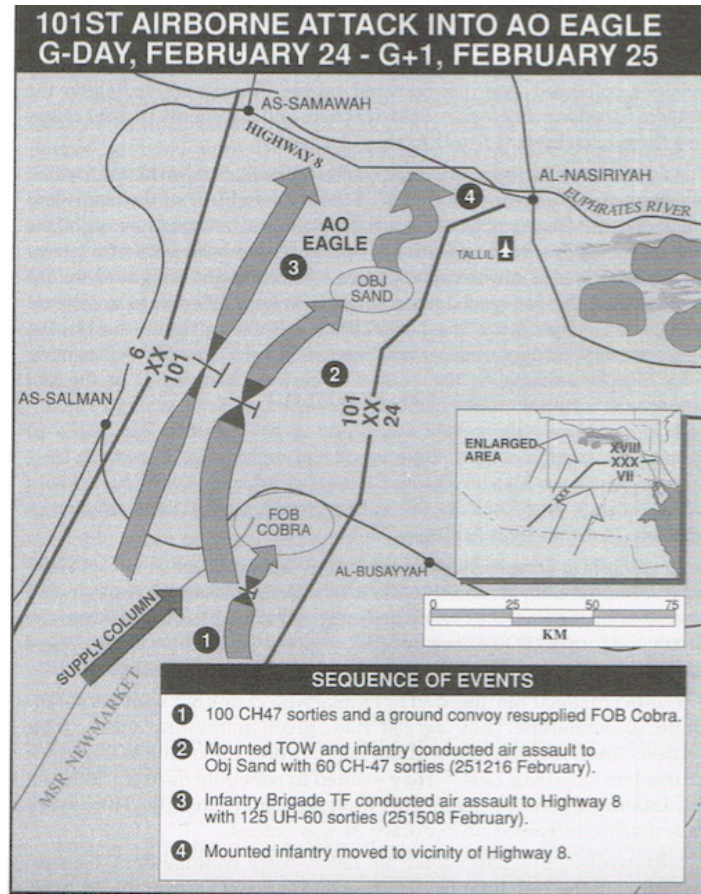 101ST AIRBORNE ATTACK INTO AO EAGLE
G-DAY, FEBRUARY 24 - G+1, FEBRUARY 25
AS-SAMAWAH
HIGHWAY 8
AL-NASIRIYAH
EUPHRATES RIVER
4
AO
EAGLE
TALLIL
3
OBJ
SAND
6
XX
101
2
AS-SALMAN
101
XX
24
ENLARGED
AREA
XVIII
XXX
VII
XXX
FOB
COBRA
AL-BUSAYYAH
0 25 50 75
KM
SUPPLY COLUMN
1
MSR NEWMARKET
SEQUENCE OF EVENTS
1 100 CH47 sorties and a ground convoy resupplied FOB Cobra.
2 Mounted TOW and infantry conducted air assault to
Obj Sand with 60 CH-47 sorties (251216 February).
3 Infantry Brigade TF conducted air assault to Highway 8
with 125 UH-60 sorties (251508 February).
4 Mounted infantry moved to vicinity of Highway 8.